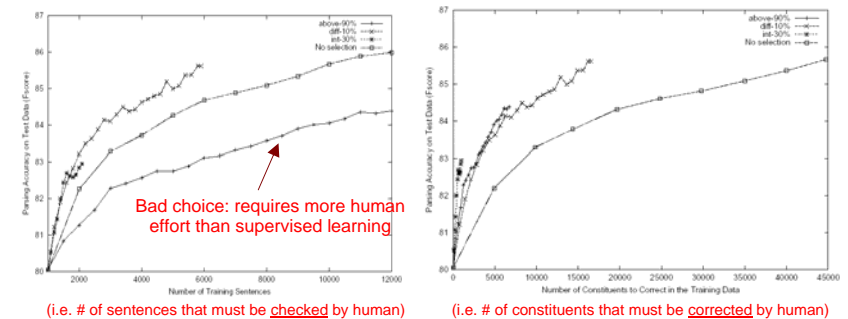 87
86
85
84
83
82
81
80
Parsing Accuracy on Test Data (Fscore)
2000
4000
6000
8000
10000
12000
Number of Training Sentences
above-90%
diff-10%
int-30%
No selection
Bad choice: requires more human
effort than supervised learning
(i.e. # of sentences that must be checked by human)
87
86
85
84
83
82
81
80
Parsing Accuracy on Test Data (Fscore)
0
5000
10000
15000
20000
25000
30000
35000
40000
45000
Number of Constituents to Correct in the Training Data
above-90%
diff-10%
int-30%
No selection
(i.e. # of constituents that must be corrected by human)